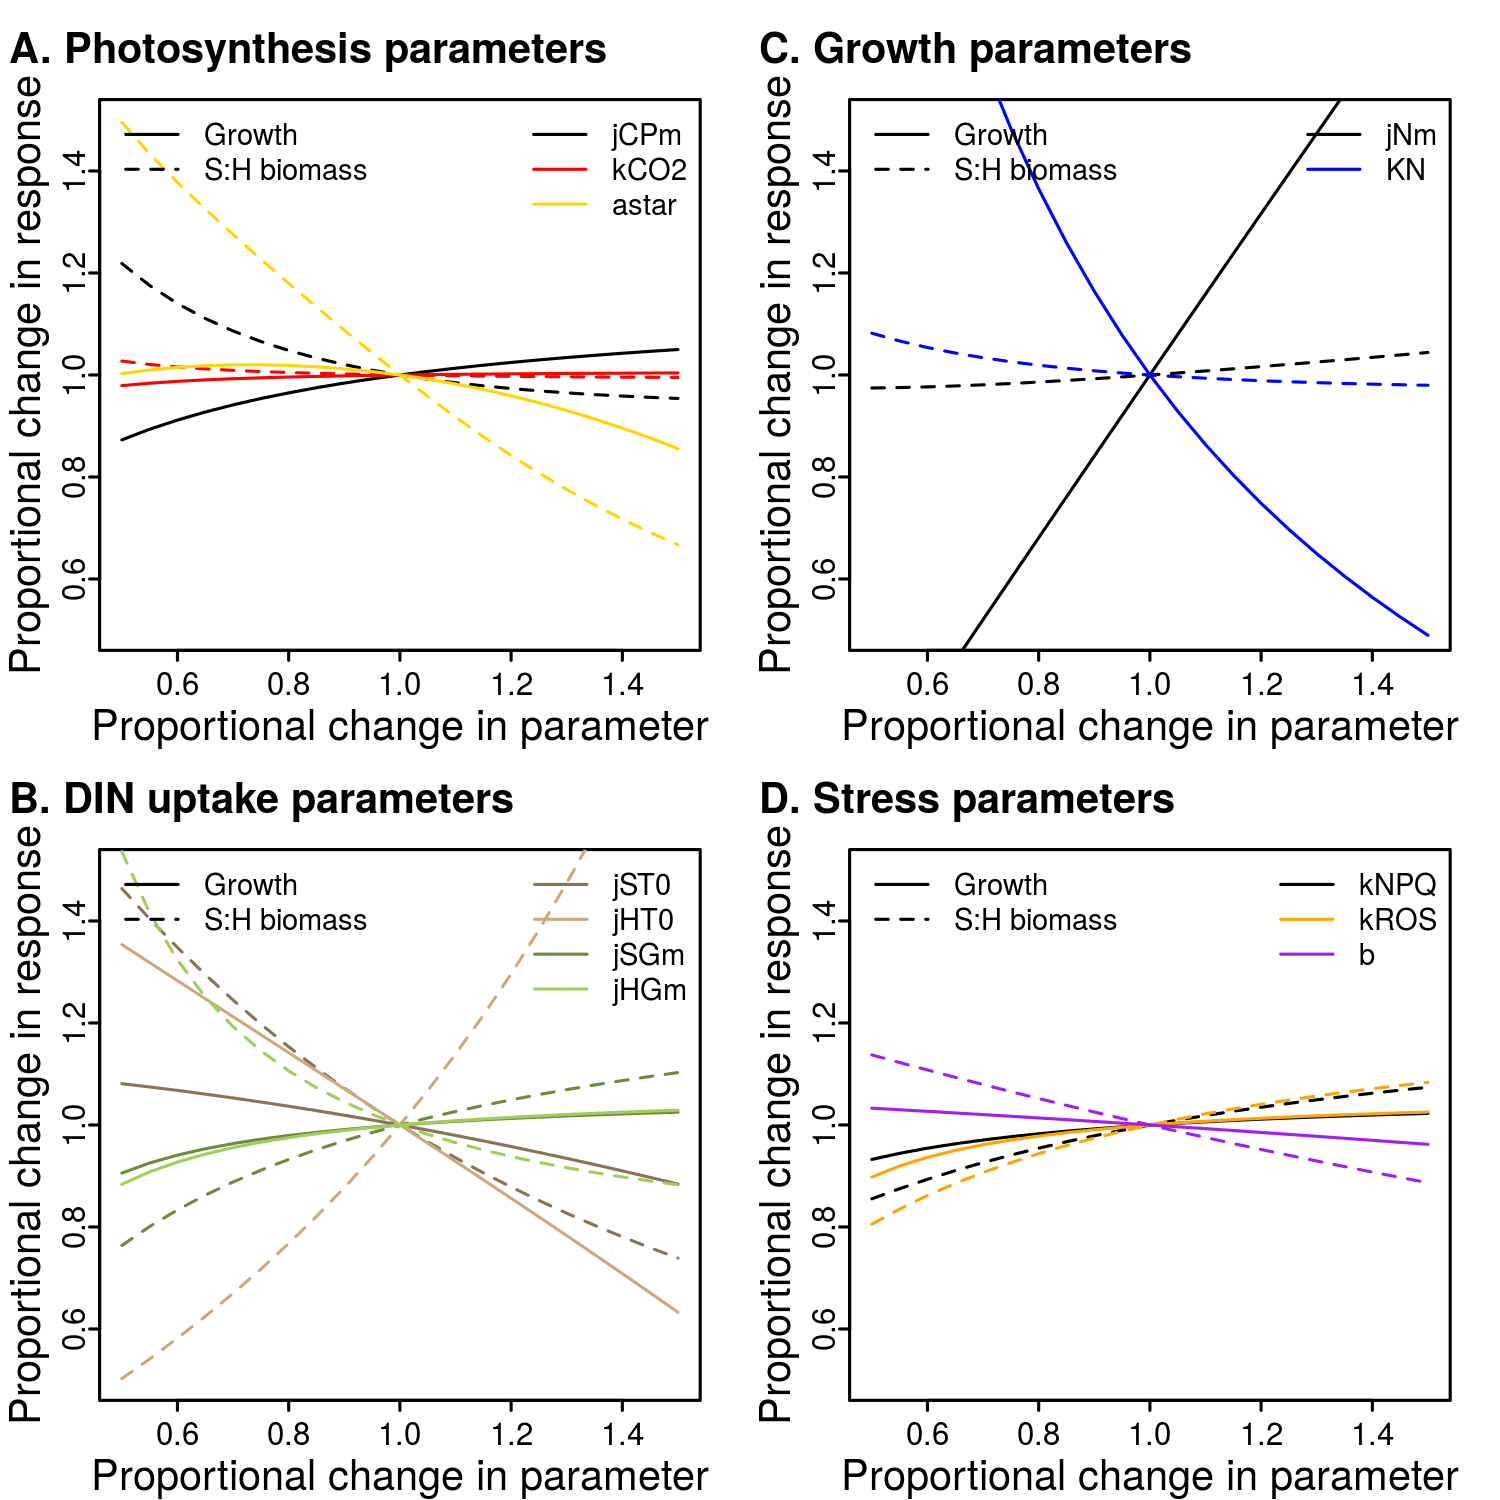 A. Photosynthesis parameters
Proportional change in response
1.4
1.2
1.0
0.8
0.6
Growth
S:H biomass
jCPm
kCO2
astar
0.6 0.8 1.0 1.2 1.4
Proportional change in parameter
C. Growth parameters
Proportional change in response
1.4
1.2
1.0
0.8
0.6
Growth
S:H biomass
jNm
KN
0.6 0.8 1.0 1.2 1.4
Proportional change in parameter
B. DIN uptake parameters
Proportional change in response
1.4
1.2
1.0
0.8
0.6
Growth
S:H biomass
jST0
jHT0
jSGm
jHGm
0.6 0.8 1.0 1.2 1.4
Proportional change in parameter
D. Stress parameters
Proportional change in response
1.4
1.2
1.0
0.8
0.6
Growth
S:H biomass
kNPQ
kROS
b
0.6 0.8 1.0 1.2 1.4
Proportional change in parameter